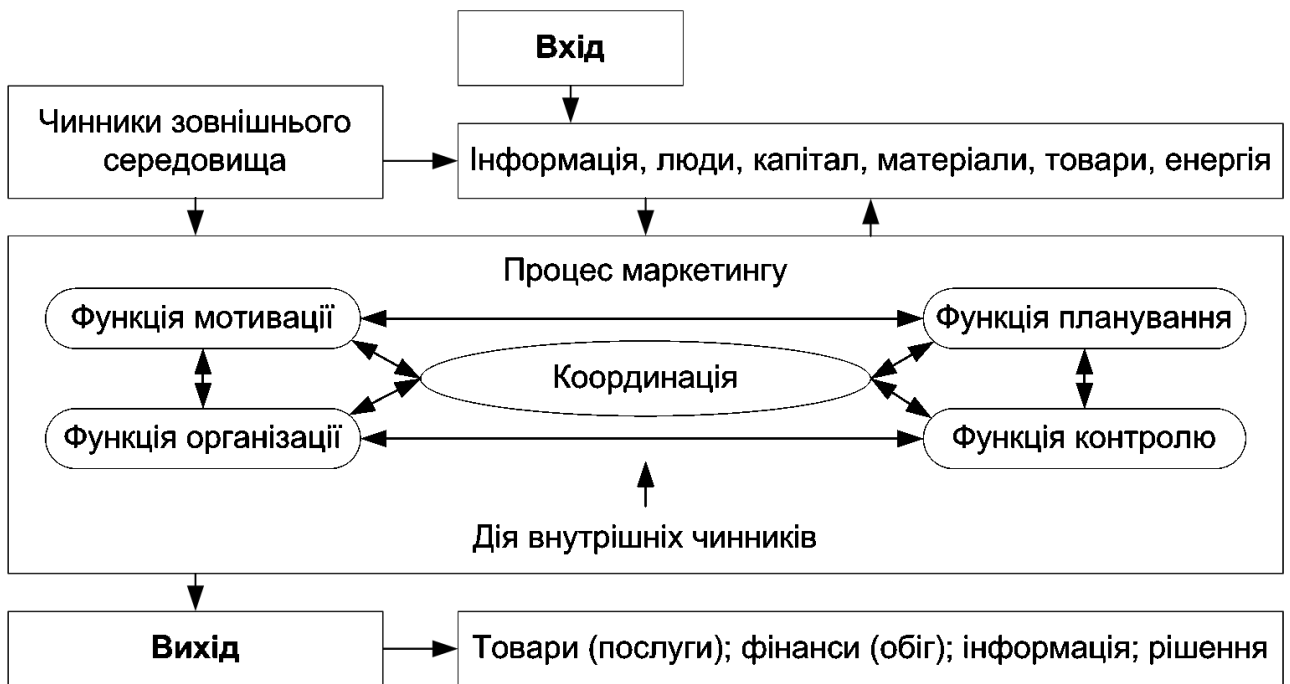 Вхід
Чинники зовнішнього
середовища
Інформація, люди, капітал, матеріали, товари, енергія
Процес маркетингу
Функція мотивації
Функція планування
Координація
Функція організації
Функція контролю
Дія внутрішніх чинників
Вихід
Товари (послуги); фінанси (обіг); інформація; рішення